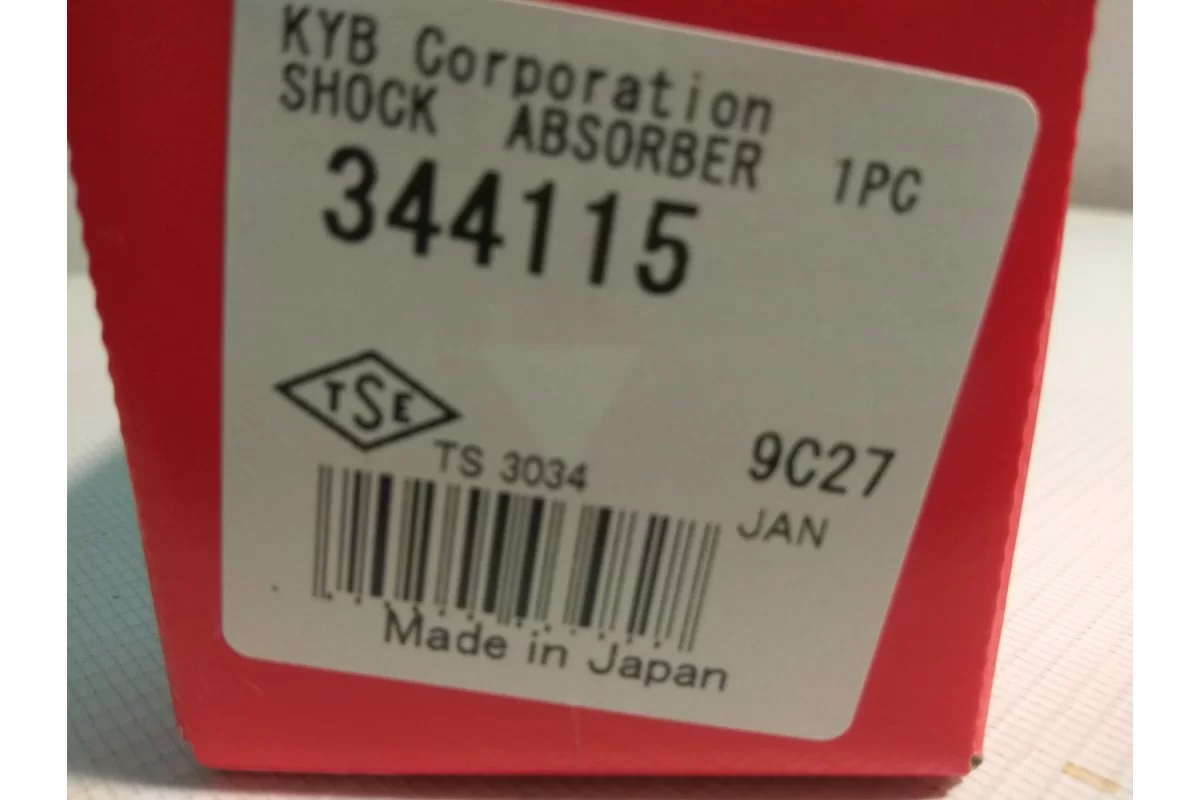 KYB Corporation
SHOCK ABSORBER 1PC
344115
TSE
TS 3034
9C27
JAN
Made in Japan